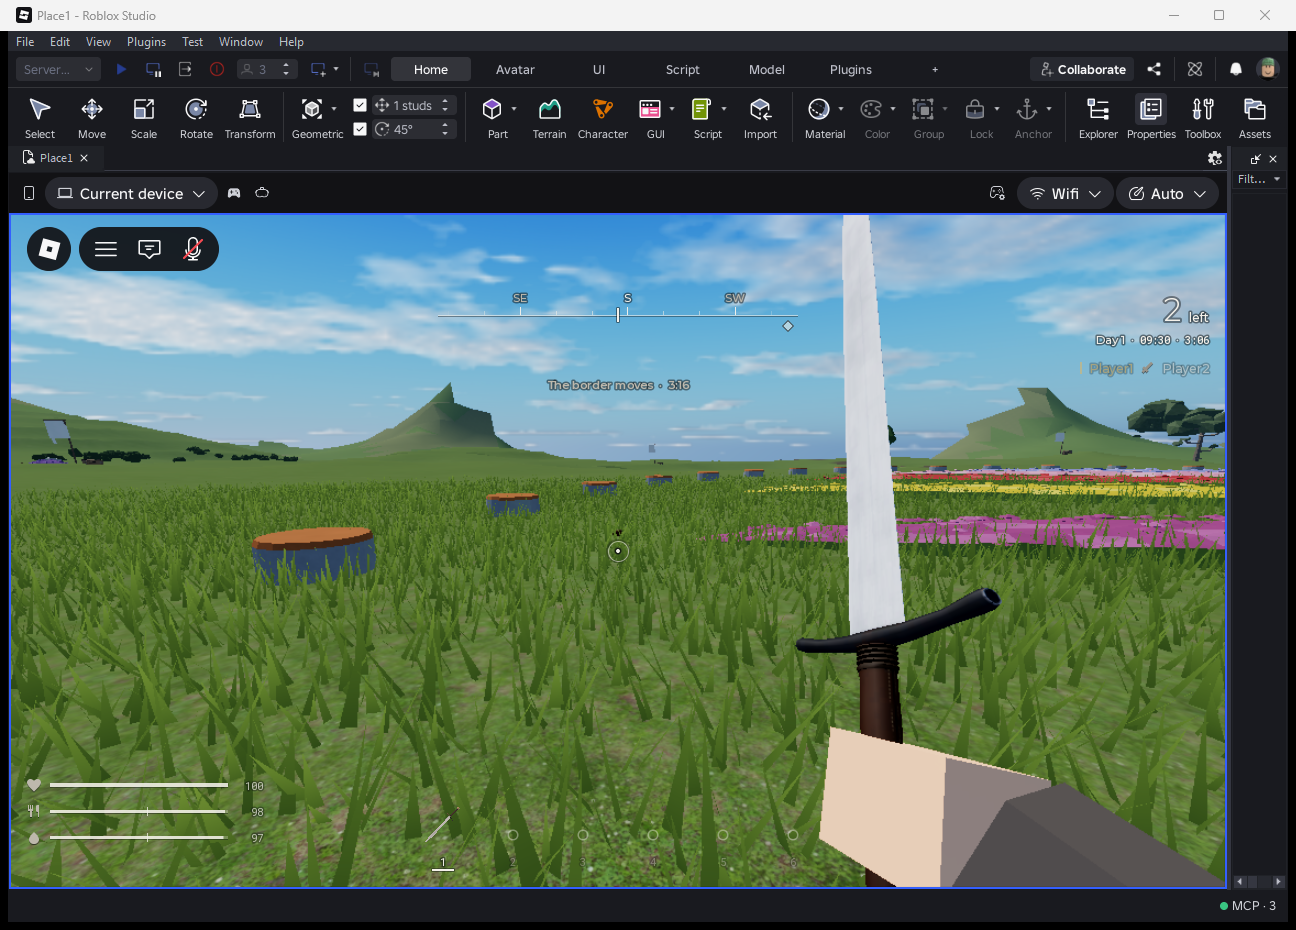 Place1 - Roblox Studio
File Edit View Plugins Test Window Help
Server... 3 Home Avatar UI Script Model Plugins + Collaborate
1 studs
45°
Select Move Scale Rotate Transform Geometric Part Terrain Character GUI Script Import Material Color Group Lock Anchor Explorer Properties Toolbox Assets
Place1
Filt...
Current device Wifi Auto
SE S SW
2 left
Day 1 · 09:30 · 3:06
Player1 Player2
The border moves · 3:16
100
98
97
1 2 3 4 5 6
MCP · 3